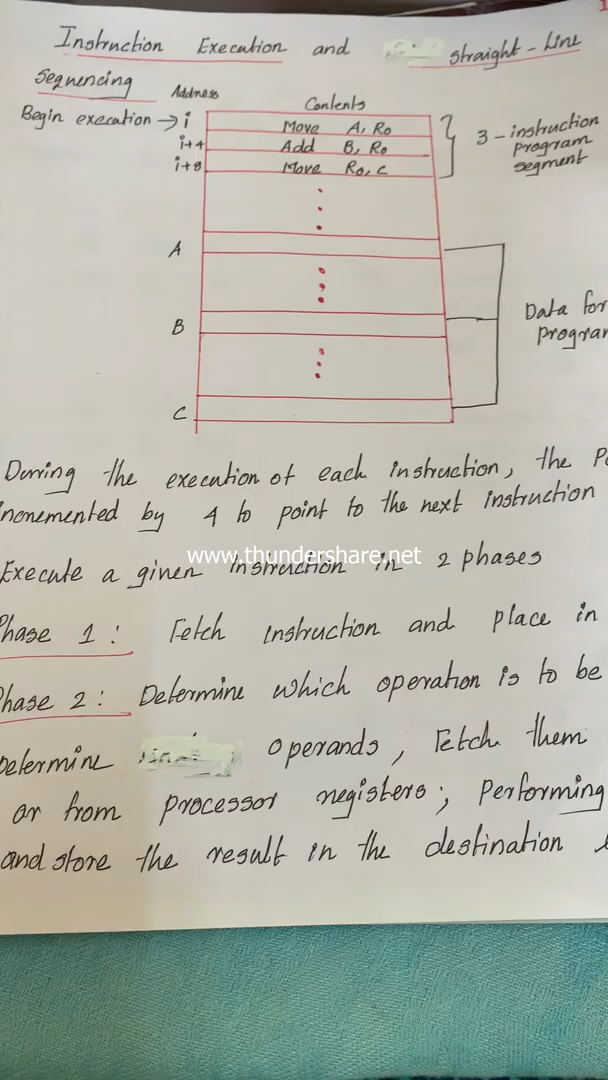 Instruction Execution and straight-Line
Sequencing
Address Contents
Begin execution → i Move A, Ro
i+4 Add B, Ro
i+8 Move Ro, C
3-instruction
program
segment
A
B
C
Data for
Program
During the execution of each instruction, the PC
incremented by 4 to point to the next instruction
www.thundershare.net
Execute a given instruction in 2 phases
Phase 1: Fetch instruction and place in
Phase 2: Determine which operation is to be
Determine operands, Fetch them
or from processor registers; Performing
and store the result in the destination